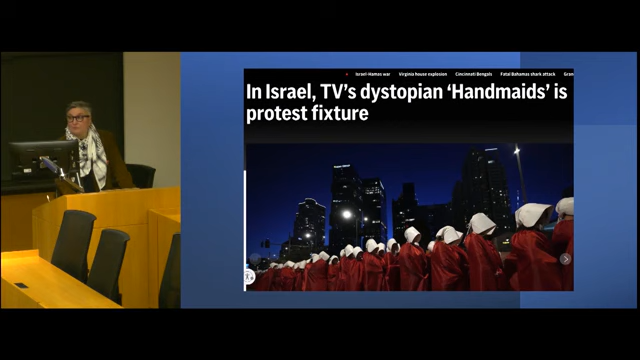 Israel-Hamas war Virginia house explosion Cincinnati Bengals Fatal Bahamas shark attack
In Israel, TV’s dystopian ‘Handmaids’ is
protest fixture